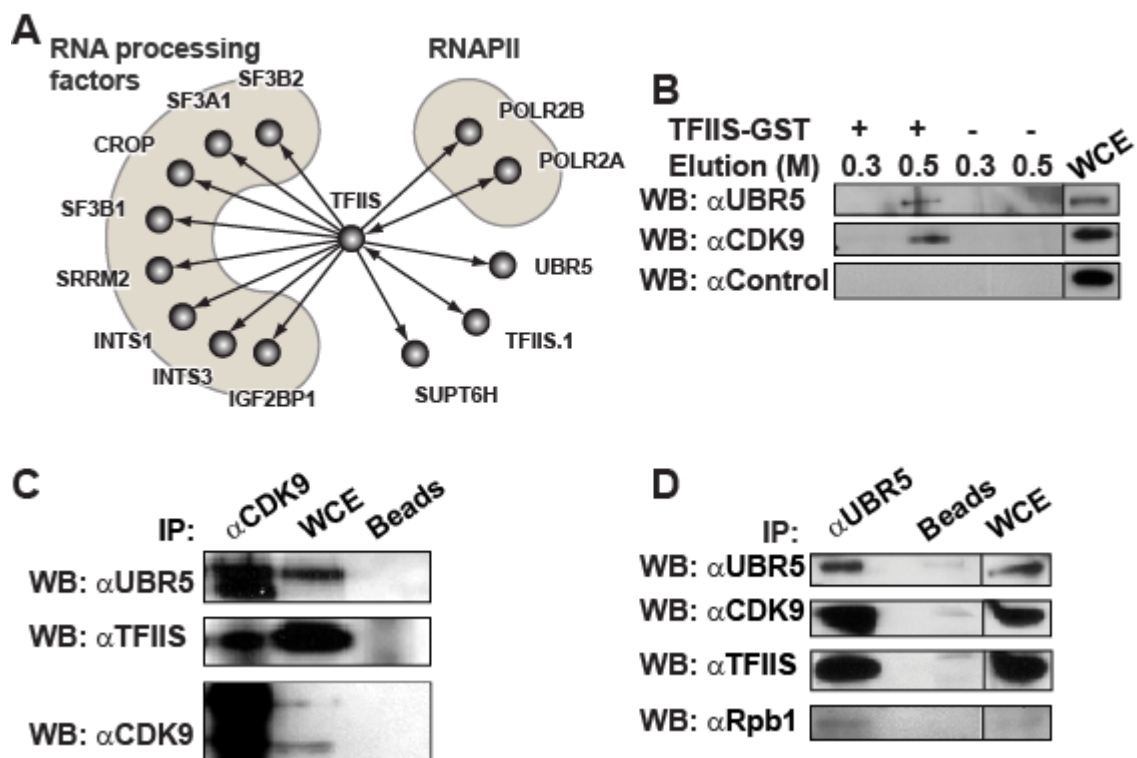 A
RNA processing
factors
RNAPII
SF3B2
SF3A1
CROP
SF3B1
SRRM2
INTS1
INTS3
IGF2BP1
TFIIS
POLR2B
POLR2A
UBR5
TFIIS.1
SUPT6H
B
TFIIS-GST + + - -
Elution (M) 0.3 0.5 0.3 0.5 WCE
WB: αUBR5
WB: αCDK9
WB: αControl
C
IP: αCDK9 WCE Beads
WB: αUBR5
WB: αTFIIS
WB: αCDK9
D
IP: αUBR5 Beads WCE
WB: αUBR5
WB: αCDK9
WB: αTFIIS
WB: αRpb1